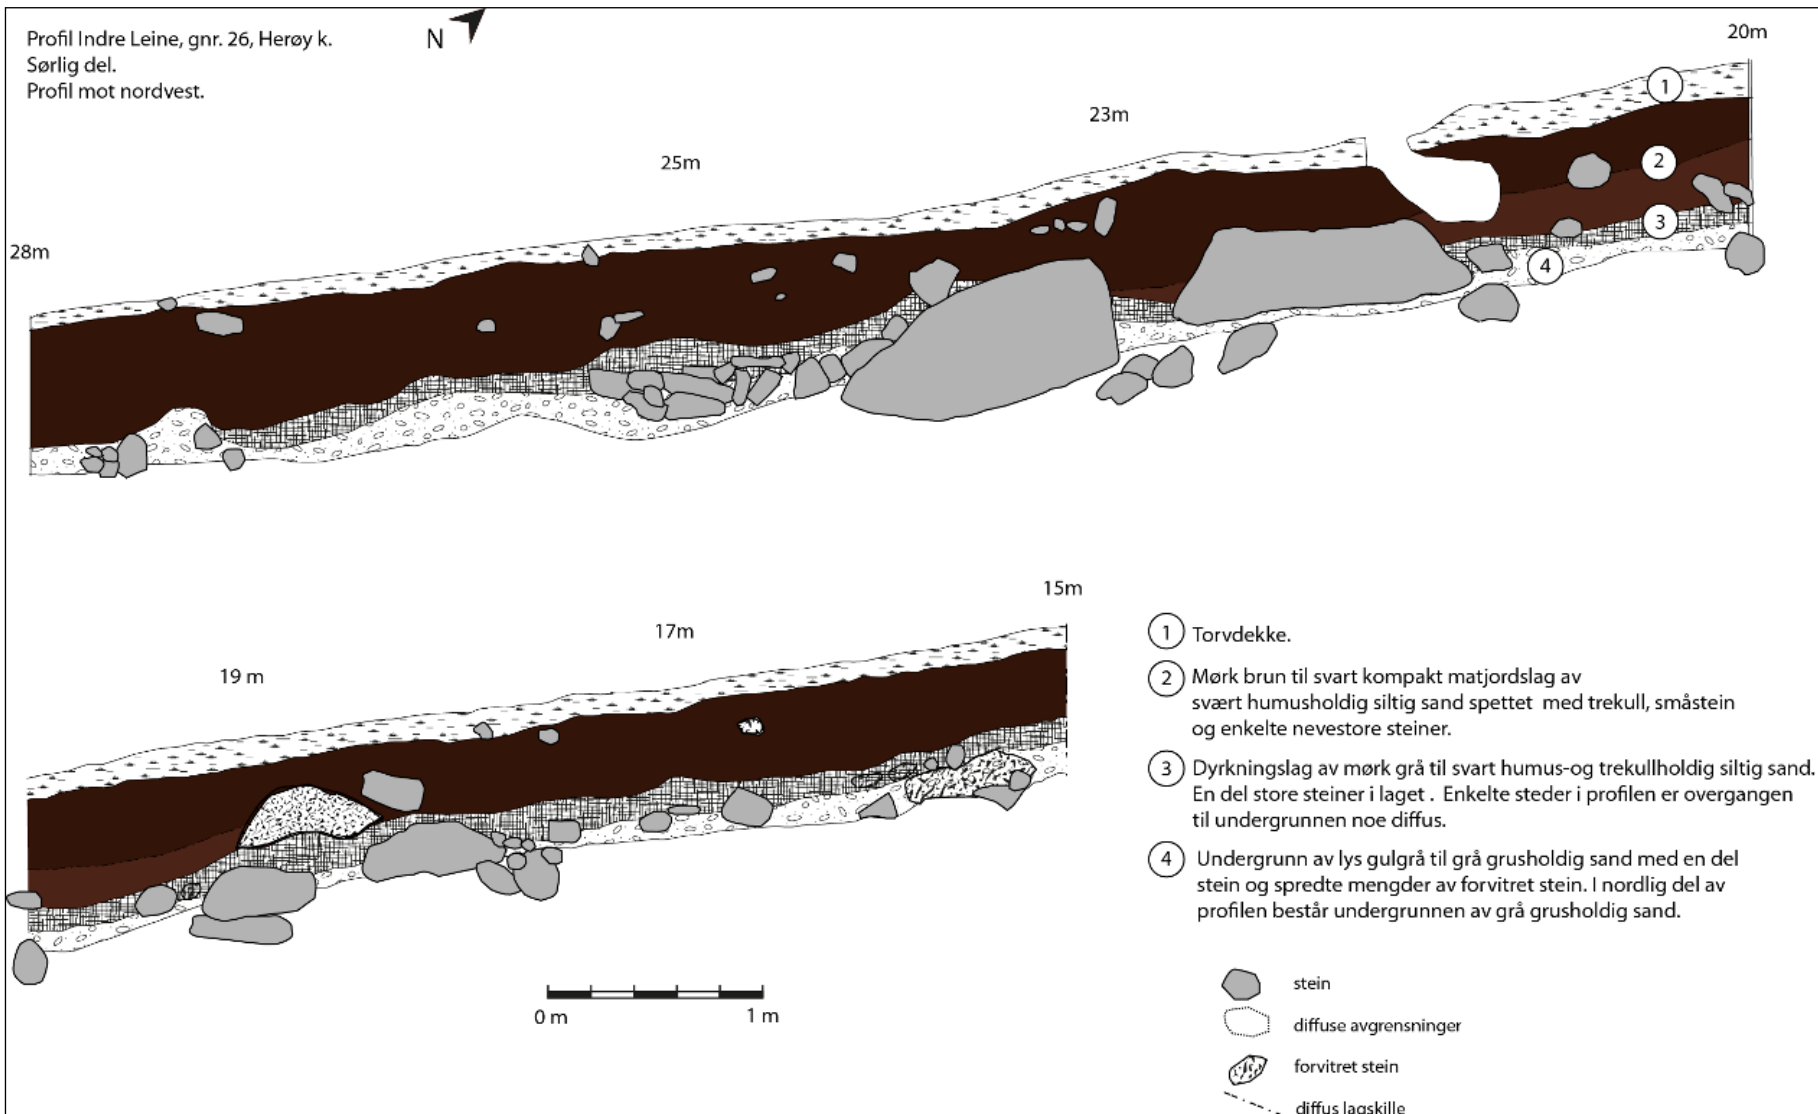 Profil Indre Leine, gnr. 26, Herøy k.
Sørlig del.
Profil mot nordvest.
N
20m
23m
25m
28m
1
2
3
4
15m
17m
19 m
0 m
1 m
1 Torvdekke.
2 Mørk brun til svart kompakt matjordslag av
svært humusholdig siltig sand spettet med trekull, småstein
og enkelte nevestore steiner.
3 Dyrkningslag av mørk grå til svart humus-og trekullholdig siltig sand.
En del store steiner i laget . Enkelte steder i profilen er overgangen
til undergrunnen noe diffus.
4 Undergrunn av lys gulgrå til grå grusholdig sand med en del
stein og spredte mengder av forvitret stein. I nordlig del av
profilen består undergrunnen av grå grusholdig sand.
stein
diffuse avgrensninger
forvitret stein
diffus lagskille